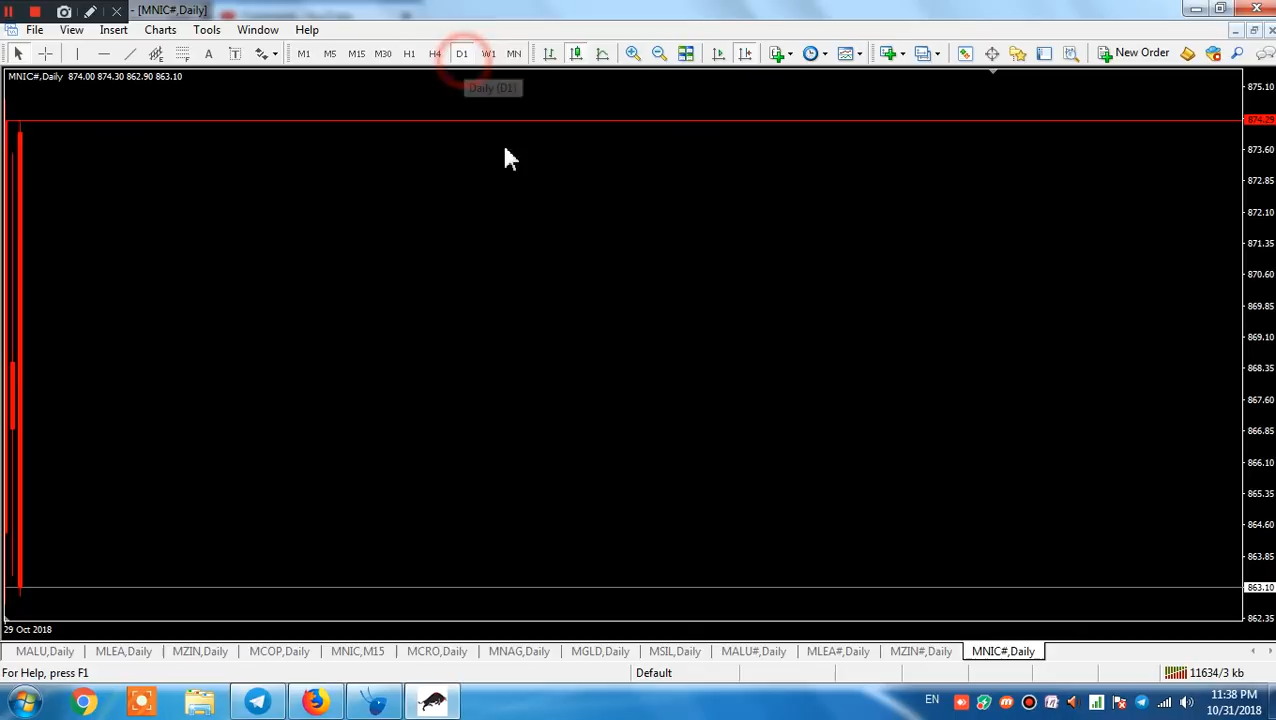 - [MNIC#,Daily]
File View Insert Charts Tools Window Help
M1 M5 M15 M30 H1 H4 D1 W1 MN New Order
MNIC#,Daily 874.00 874.30 862.90 863.10
Daily (D1)
875.10
874.29
873.60
872.85
872.10
871.35
870.60
869.85
869.10
868.35
867.60
866.85
866.10
865.35
864.60
863.85
863.10
862.35
29 Oct 2018
MALU,Daily MLEA,Daily MZIN,Daily MCOP,Daily MNIC,M15 MCRO,Daily MNAG,Daily MGLD,Daily MSIL,Daily MALU#,Daily MLEA#,Daily MZIN#,Daily MNIC#,Daily
For Help, press F1 Default 11634/3 kb
EN 11:38 PM
10/31/2018